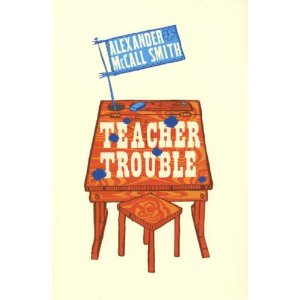 ALEXANDER
McCALL SMITH
TEACHER
TROUBLE